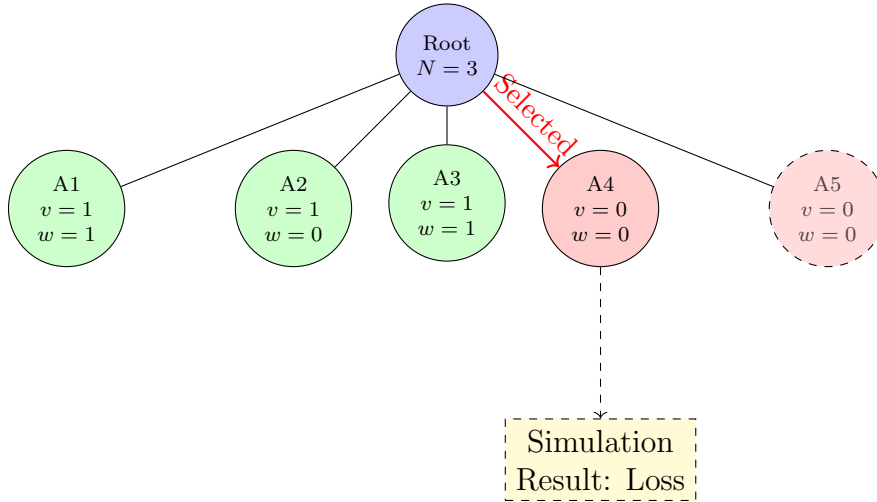 Root
N = 3
Selected
A1
v = 1
w = 1
A2
v = 1
w = 0
A3
v = 1
w = 1
A4
v = 0
w = 0
A5
v = 0
w = 0
Simulation
Result: Loss